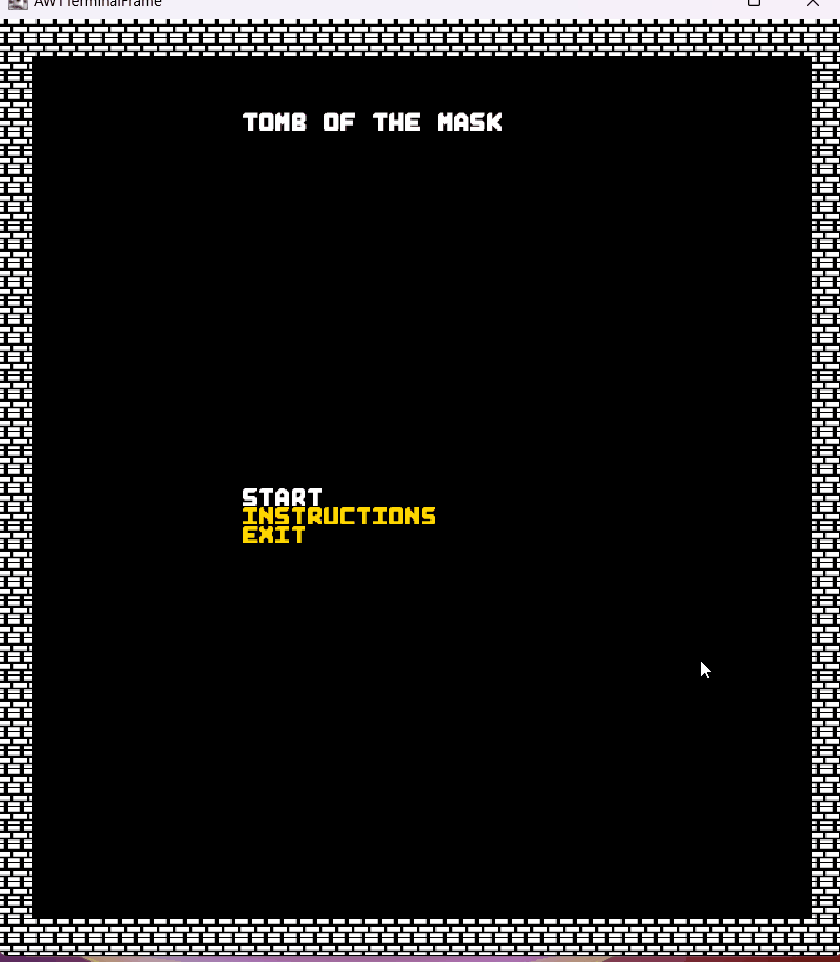 AWTTerminalFrame
TOMB OF THE MASK
START
INSTRUCTIONS
EXIT